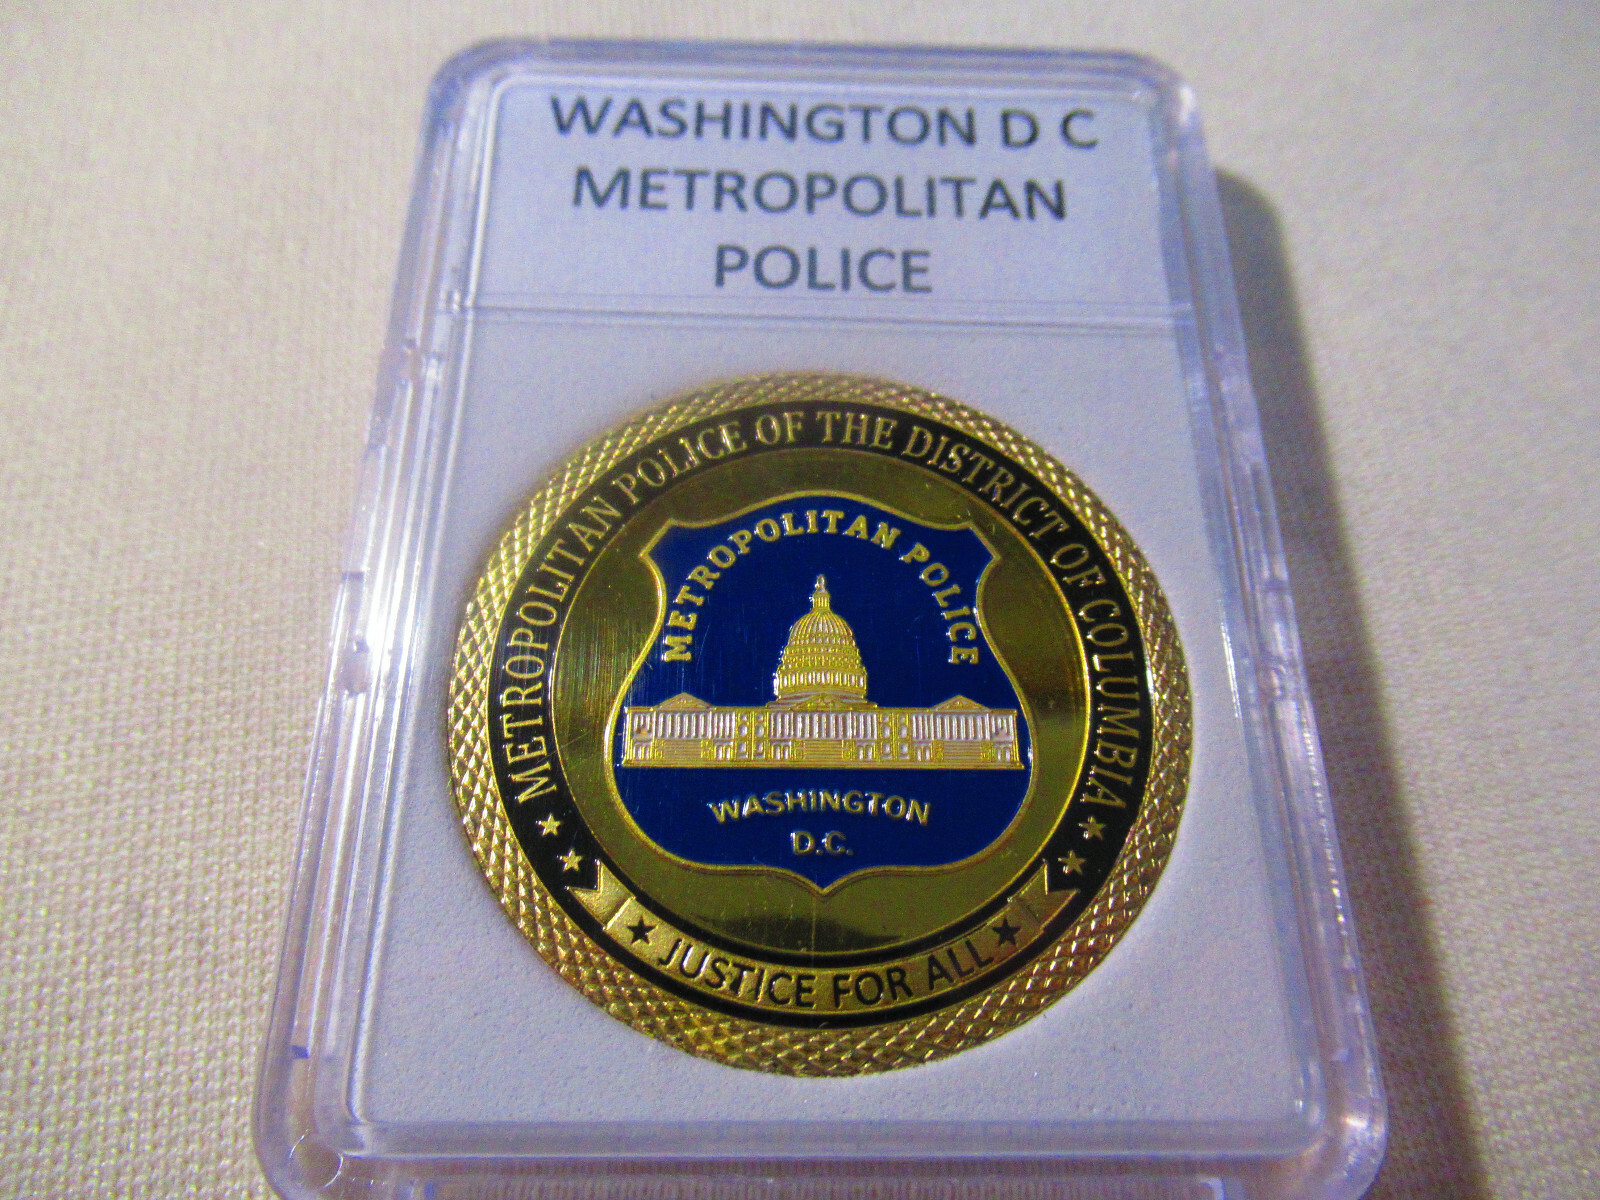 WASHINGTON D C
METROPOLITAN
POLICE
METROPOLITAN POLICE OF THE DISTRICT OF COLUMBIA
METROPOLITAN POLICE
WASHINGTON
D.C.
JUSTICE FOR ALL